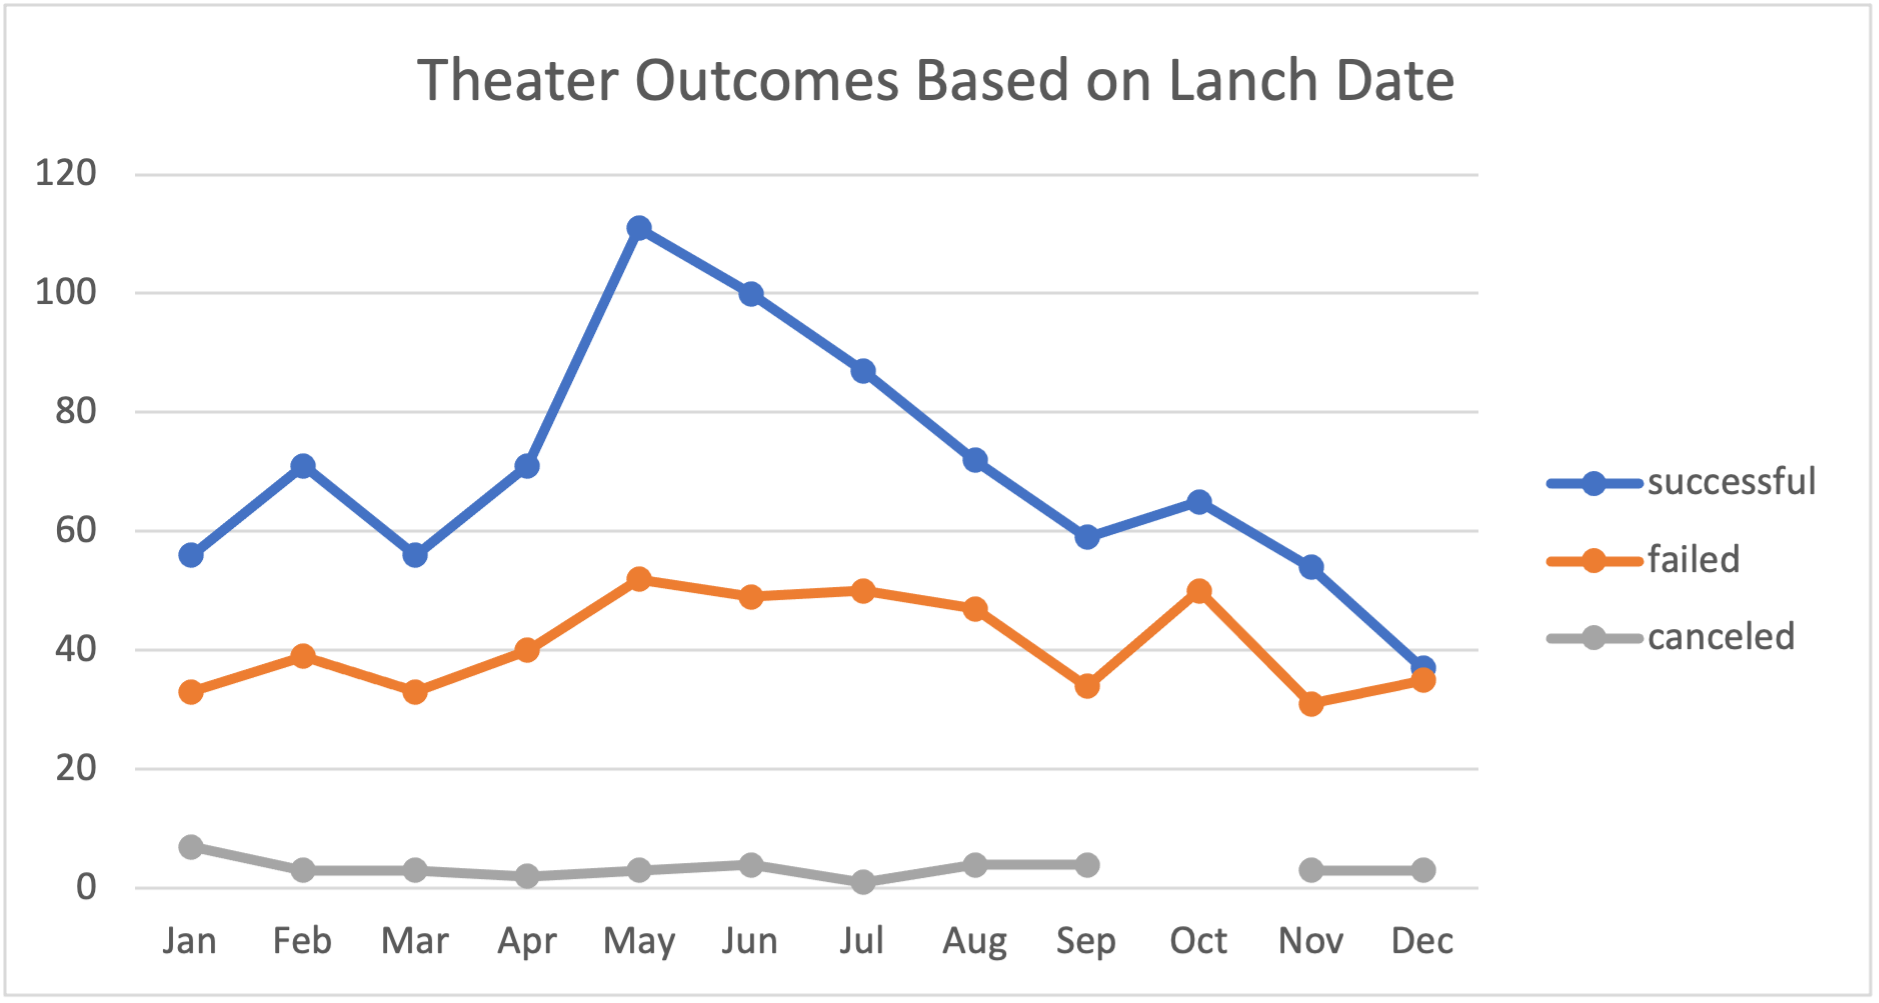 Theater Outcomes Based on Lanch Date
120
100
80
60
40
20
0
Jan Feb Mar Apr May Jun Jul Aug Sep Oct Nov Dec
successful
failed
canceled